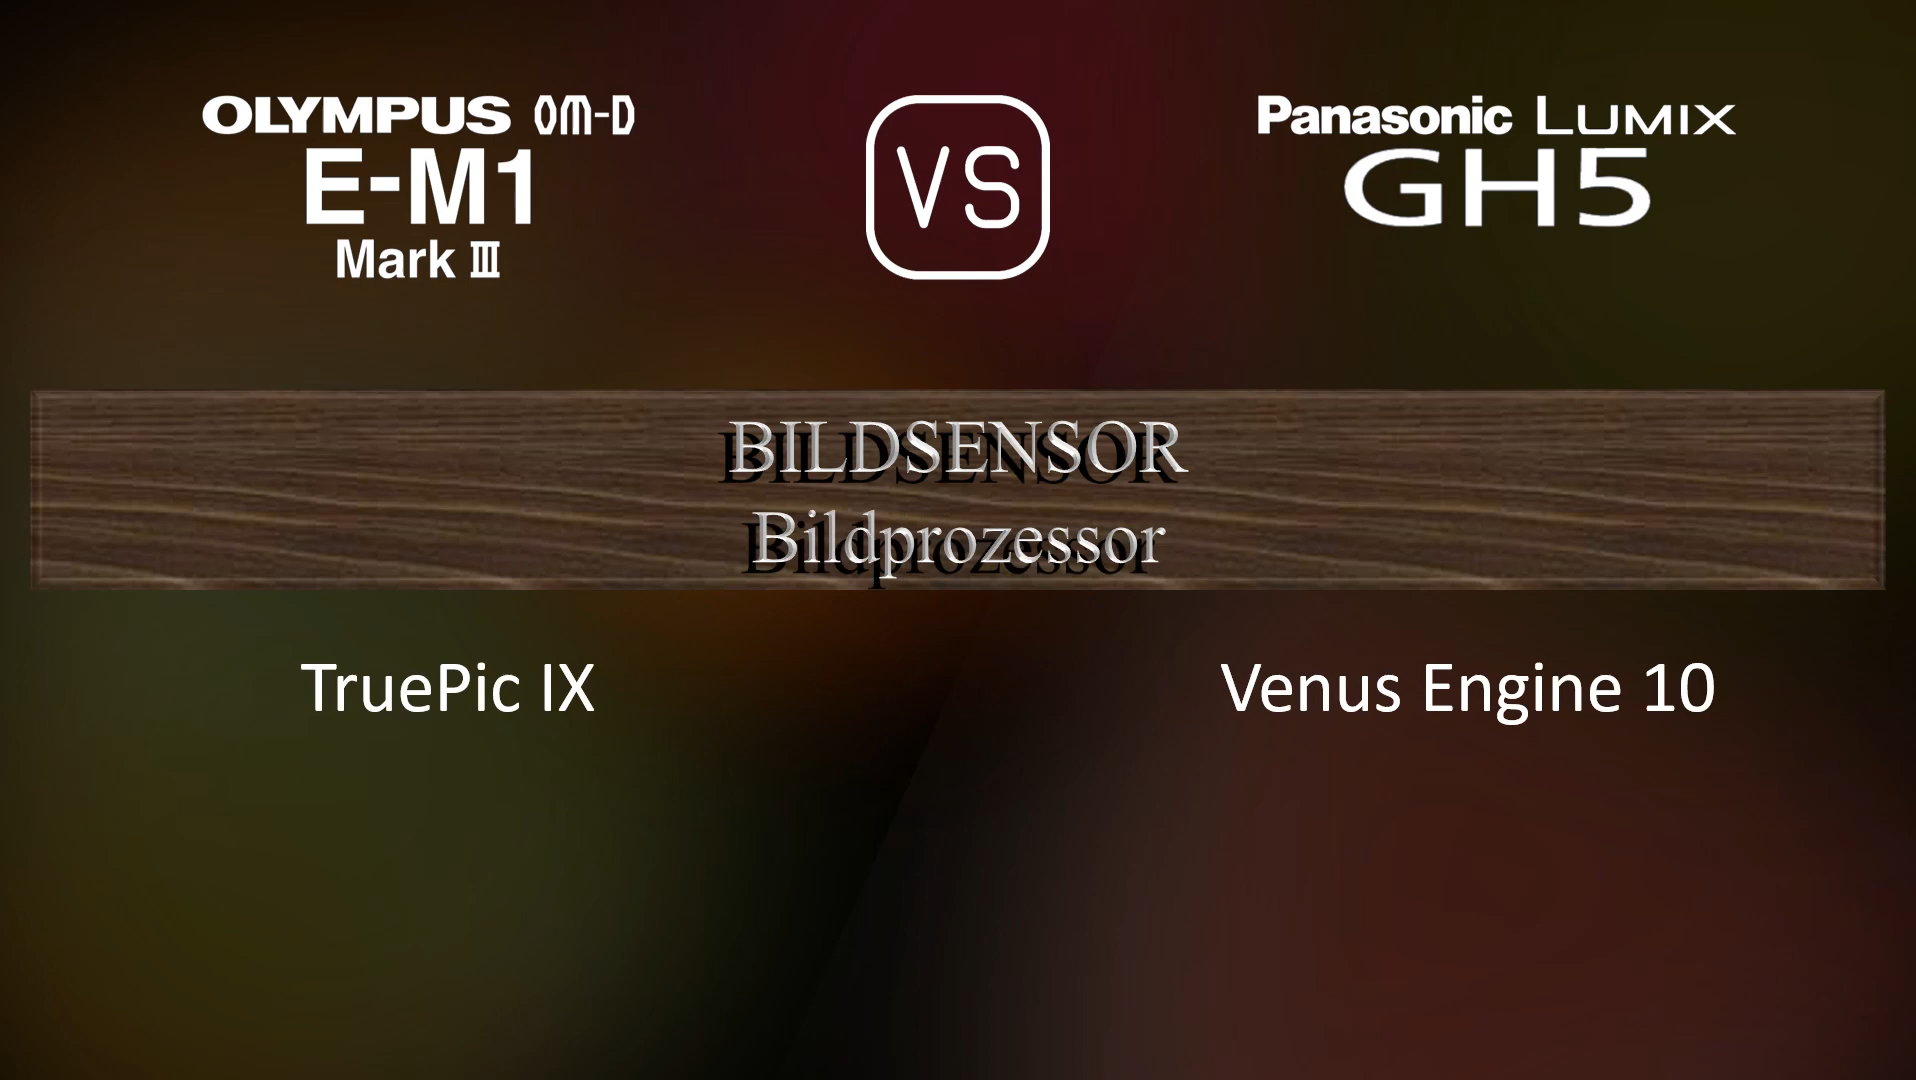 OLYMPUS OM-D
E-M1
Mark III
VS
Panasonic LUMIX
GH5
BILDSENSOR
Bildprozessor
TruePic IX
Venus Engine 10